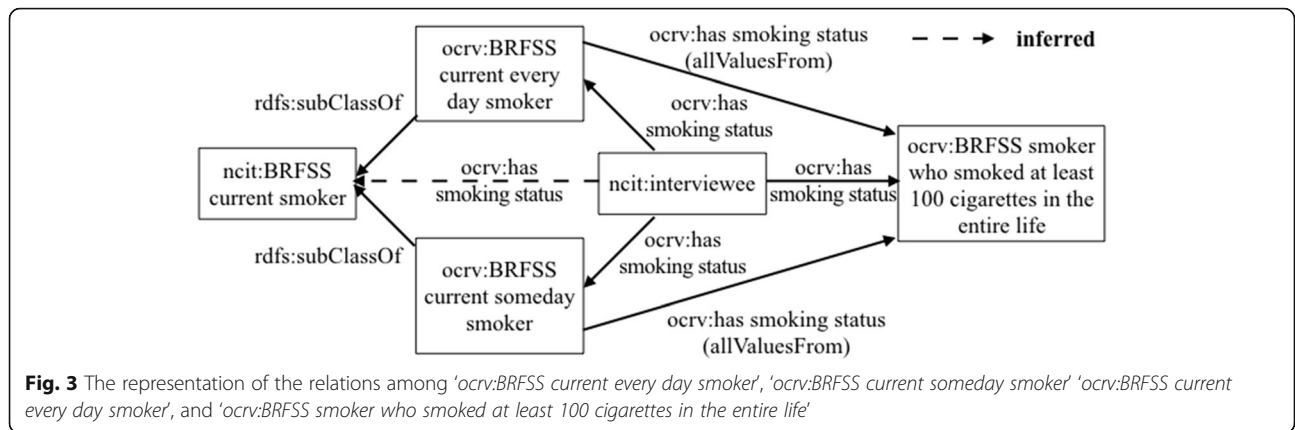 ocrv:BRFSS
current every
day smoker
ocrv:has smoking status
(allValuesFrom)
inferred
rdfs:subClassOf
ocrv:has
smoking status
ncit:BRFSS
current smoker
ocrv:has
smoking status
ncit:interviewee
ocrv:has
smoking status
ocrv:BRFSS smoker
who smoked at least
100 cigarettes in the
entire life
rdfs:subClassOf
ocrv:BRFSS
current someday
smoker
ocrv:has
smoking status
ocrv:has smoking status
(allValuesFrom)
Fig. 3 The representation of the relations among ‘ocrv:BRFSS current every day smoker’, ‘ocrv:BRFSS current someday smoker’ ‘ocrv:BRFSS current
every day smoker’, and ‘ocrv:BRFSS smoker who smoked at least 100 cigarettes in the entire life’